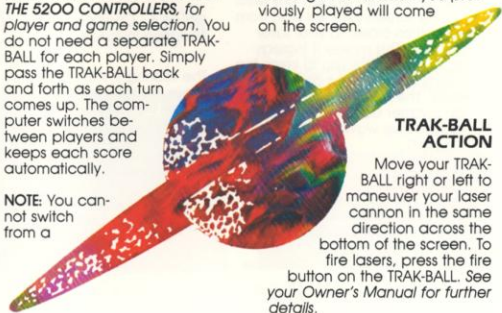 THE 5200 CONTROLLERS, for
player and game selection. You
do not need a separate TRAK-
BALL for each player. Simply
pass the TRAK-BALL back
and forth as each turn
comes up. The com-
puter switches be-
tween players and
keeps each score
automatically.
NOTE: You can-
not switch
from a
viously played will come
on the screen.
TRAK-BALL
ACTION
Move your TRAK-
BALL right or left to
maneuver your laser
cannon in the same
direction across the
bottom of the screen. To
fire lasers, press the fire
button on the TRAK-BALL. See
your Owner's Manual for further
details.